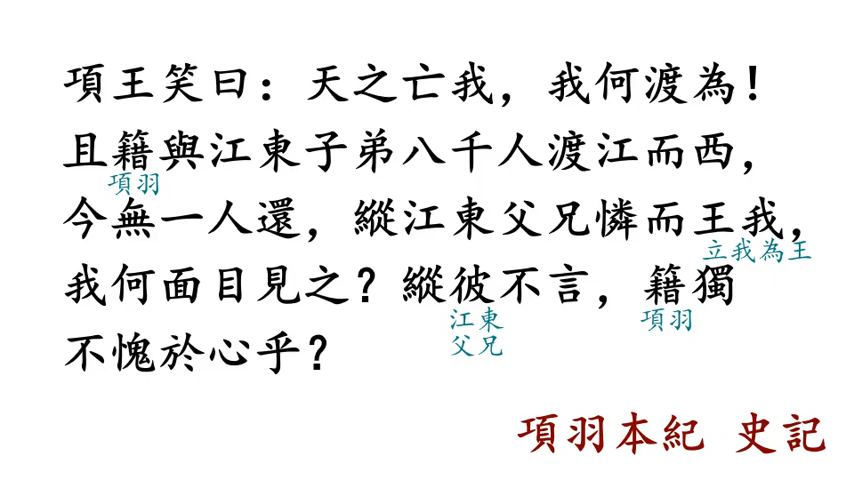 項王笑曰：天之亡我，我何渡為！
且籍與江東子弟八千人渡江而西，
項羽
今無一人還，縱江東父兄憐而王我，
立我為王
我何面目見之？縱彼不言，籍獨
江東
父兄
項羽
不愧於心乎？
項羽本紀 史記